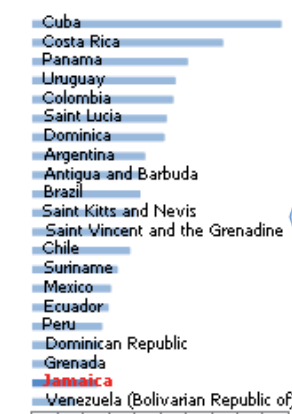 Cuba
Costa Rica
Panama
Uruguay
Colombia
Saint Lucia
Dominica
Argentina
Antigua and Barbuda
Brazil
Saint Kitts and Nevis
Saint Vincent and the Grenadine
Chile
Suriname
Mexico
Ecuador
Peru
Dominican Republic
Grenada
Jamaica
Venezuela (Bolivarian Republic of)